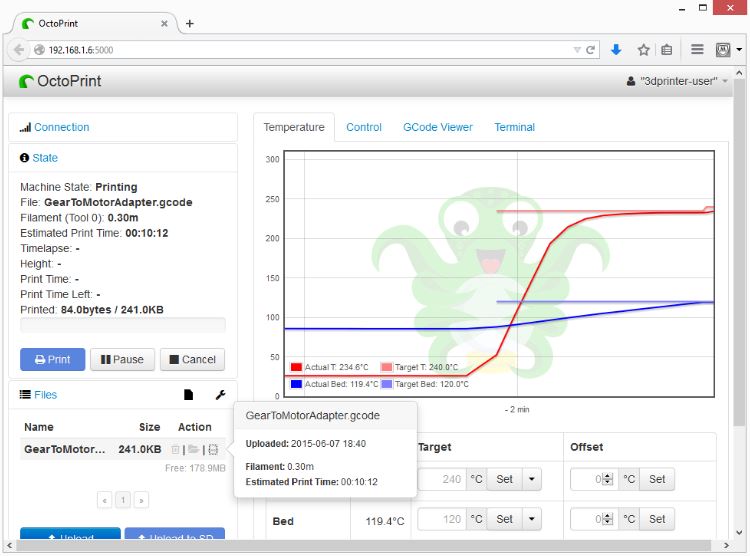 OctoPrint
192.168.1.6:5000
OctoPrint
"3dprinter-user"
Connection
State
Machine State: Printing
File: GearToMotorAdapter.gcode
Filament (Tool 0): 0.30m
Estimated Print Time: 00:10:12
Timelapse: -
Height: -
Print Time: -
Print Time Left: -
Printed: 84.0bytes / 241.0KB
Print
Pause
Cancel
Files
Name Size Action
GearToMotor... 241.0KB | |
Free: 178.9MB
« 1 »
Upload
Upload to SD
Temperature Control GCode Viewer Terminal
300
250
200
150
100
50
0
Actual T: 234.6°C Target T: 240.0°C
Actual Bed: 119.4°C Target Bed: 120.0°C
- 2 min
GearToMotorAdapter.gcode
Uploaded: 2015-06-07 18:40
Filament: 0.30m
Estimated Print Time: 00:10:12
Target Offset
240 °C Set 0 °C Set
Bed 119.4°C 120 °C Set 0 °C Set